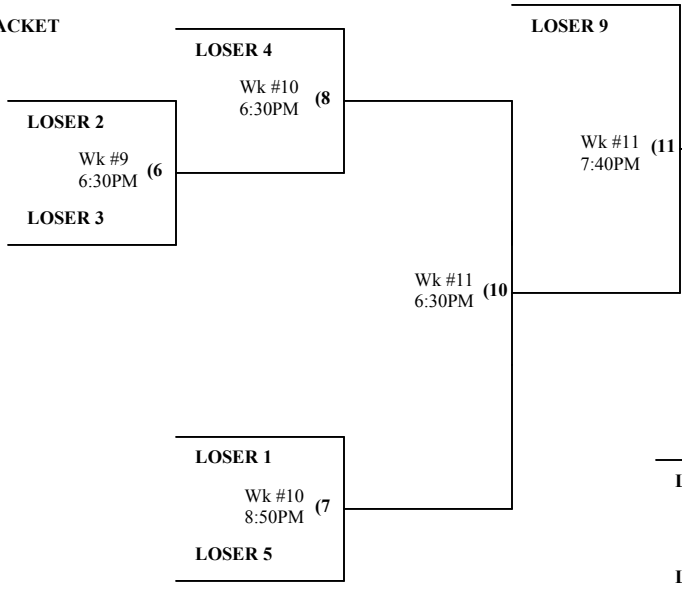 ACKET
LOSER 9
LOSER 4
Wk #10
6:30PM (8
LOSER 2
Wk #9
6:30PM (6
LOSER 3
Wk #11
7:40PM (11
Wk #11
6:30PM (10
LOSER 1
Wk #10
8:50PM (7
LOSER 5